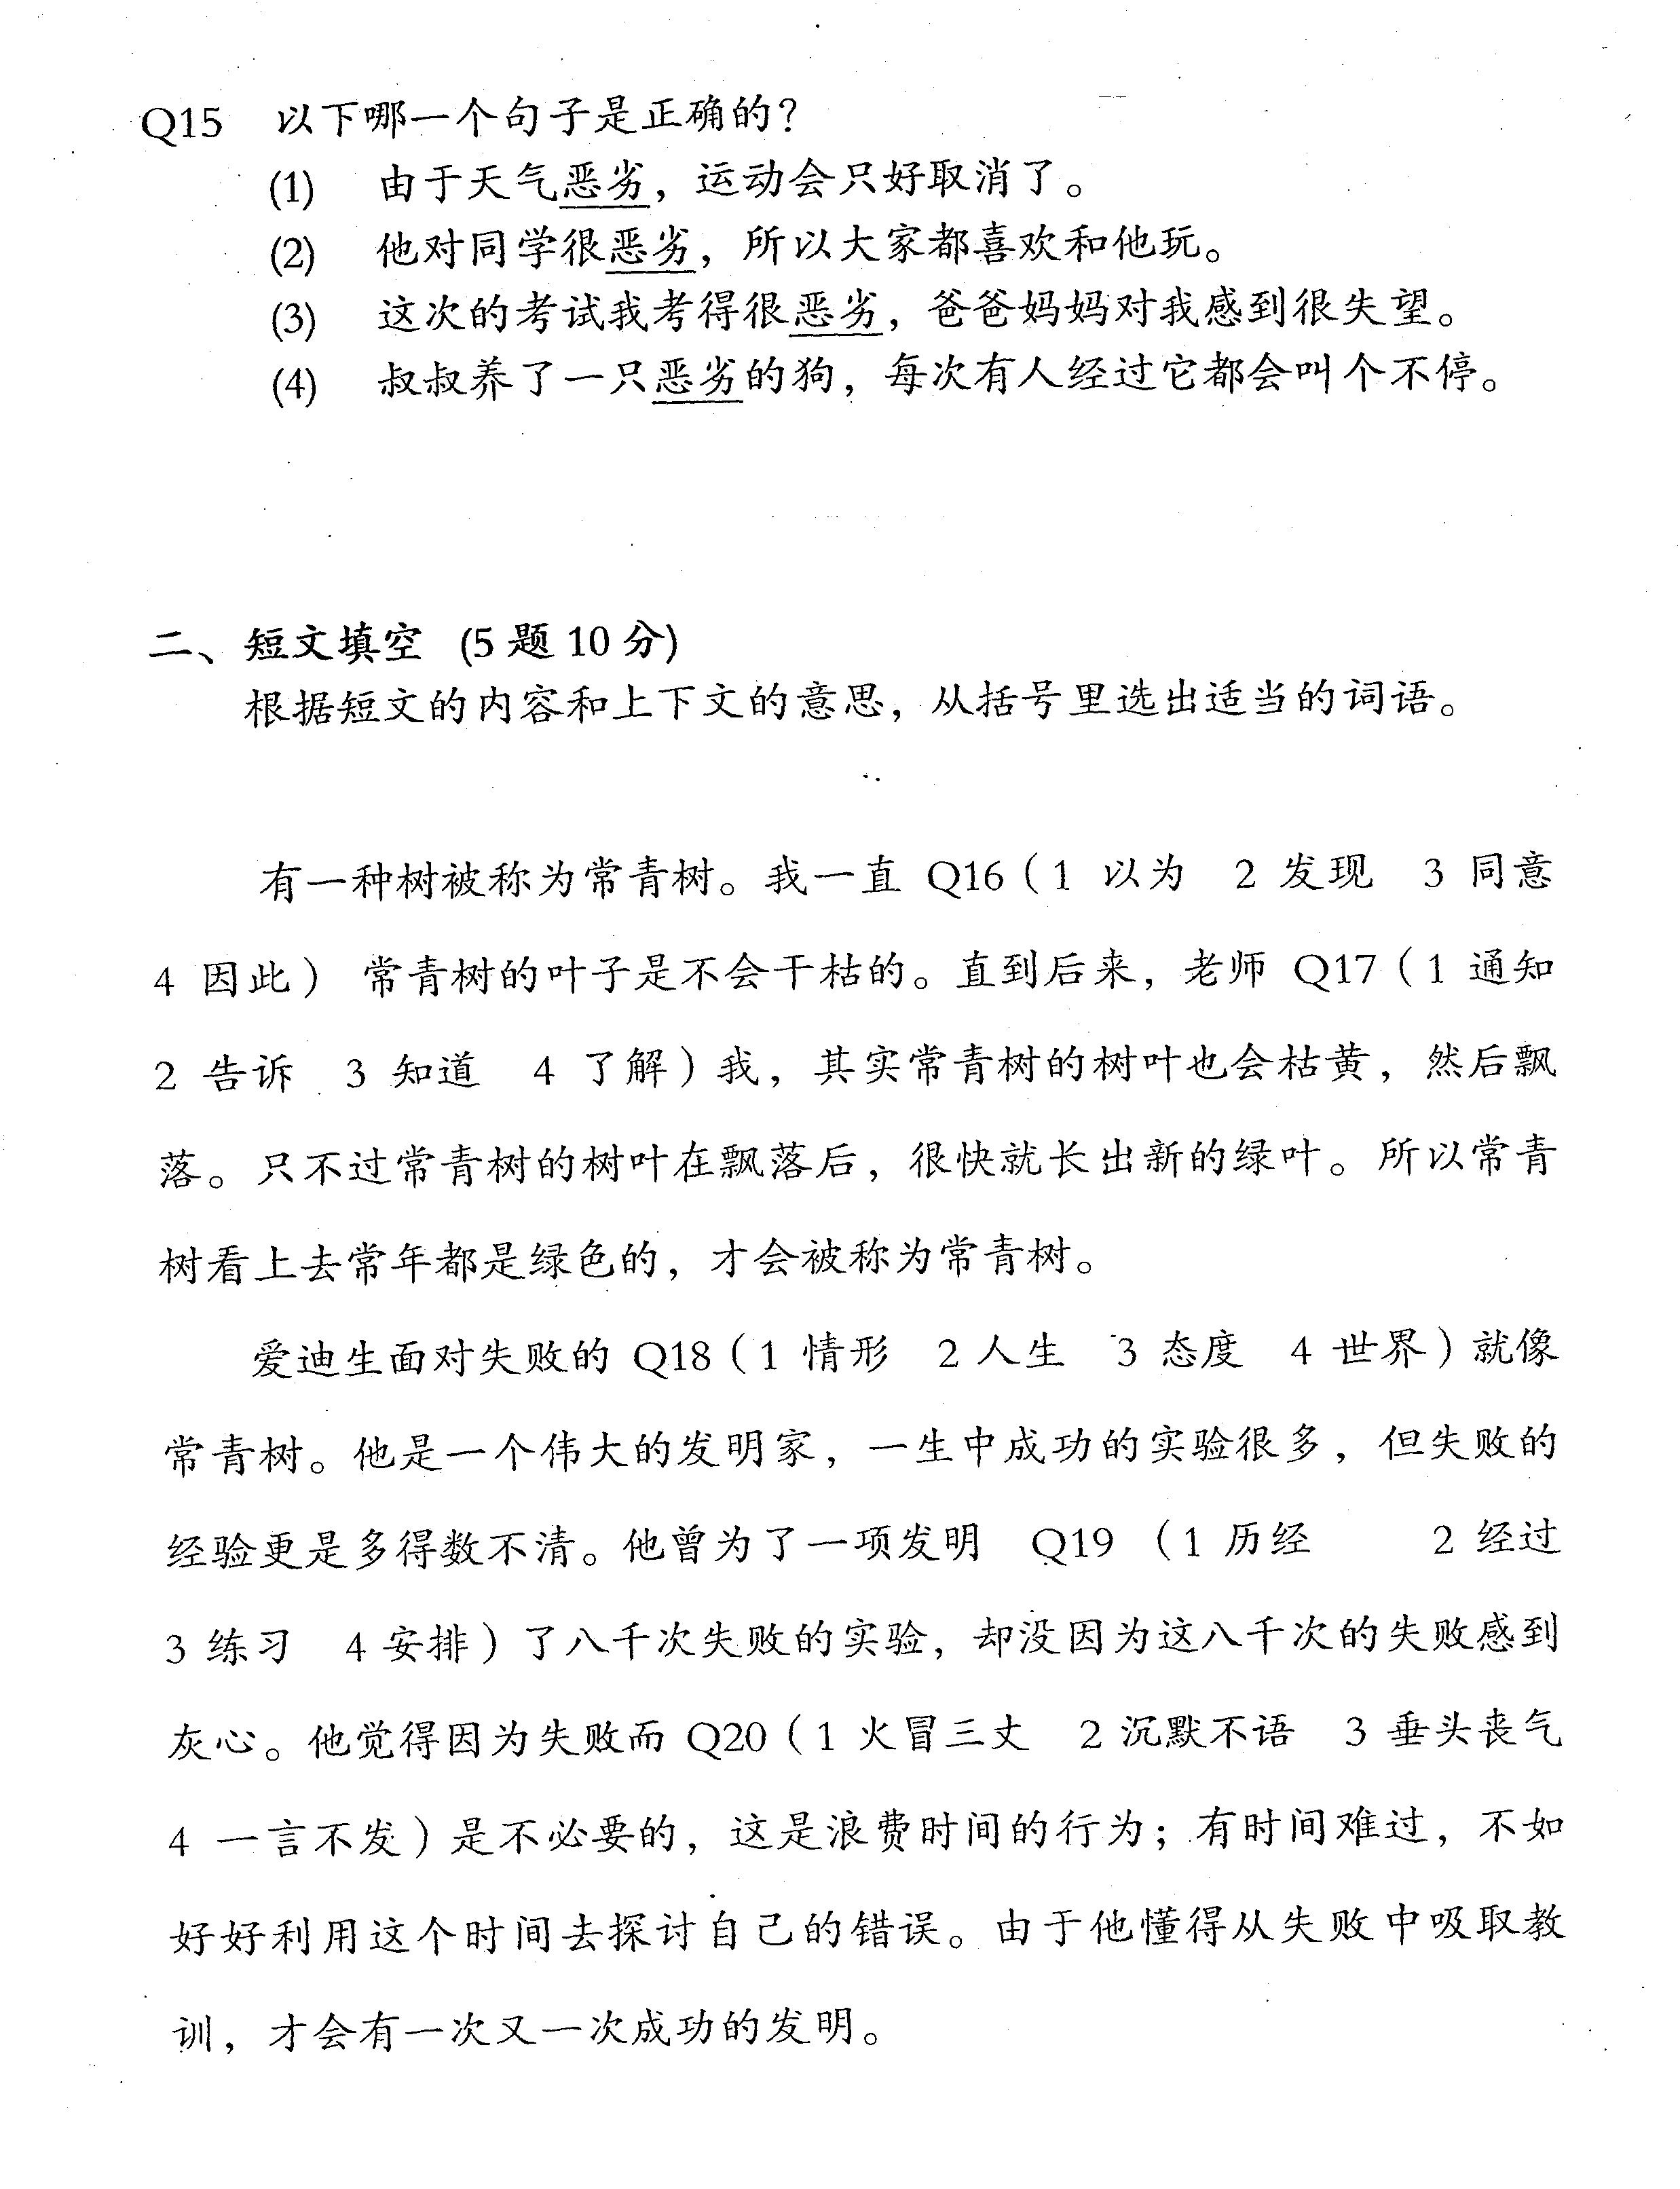 Q15 以下哪一个句子是正确的？
(1) 由于天气恶劣，运动会只好取消了。
(2) 他对同学很恶劣，所以大家都喜欢和他玩。
(3) 这次的考试我考得很恶劣，爸爸妈妈对我感到很失望。
(4) 叔叔养了一只恶劣的狗，每次有人经过它都会叫个不停。
二、短文填空 (5 题 10 分)
根据短文的内容和上下文的意思，从括号里选出适当的词语。
有一种树被称为常青树。我一直 Q16（1 以为 2 发现 3 同意
4 因此） 常青树的叶子是不会干枯的。直到后来，老师 Q17（1 通知
2 告诉 3 知道 4 了解）我，其实常青树的树叶也会枯黄，然后飘
落。只不过常青树的树叶在飘落后，很快就长出新的绿叶。所以常青
树看上去常年都是绿色的，才会被称为常青树。
爱迪生面对失败的 Q18（1 情形 2 人生 3 态度 4 世界）就像
常青树。他是一个伟大的发明家，一生中成功的实验很多，但失败的
经验更是多得数不清。他曾为了一项发明 Q19 （1 历经 2 经过
3 练习 4 安排）了八千次失败的实验，却没因为这八千次的失败感到
灰心。他觉得因为失败而 Q20（1 火冒三丈 2 沉默不语 3 垂头丧气
4 一言不发）是不必要的，这是浪费时间的行为；有时间难过，不如
好好利用这个时间去探讨自己的错误。由于他懂得从失败中吸取教
训，才会有一次又一次成功的发明。